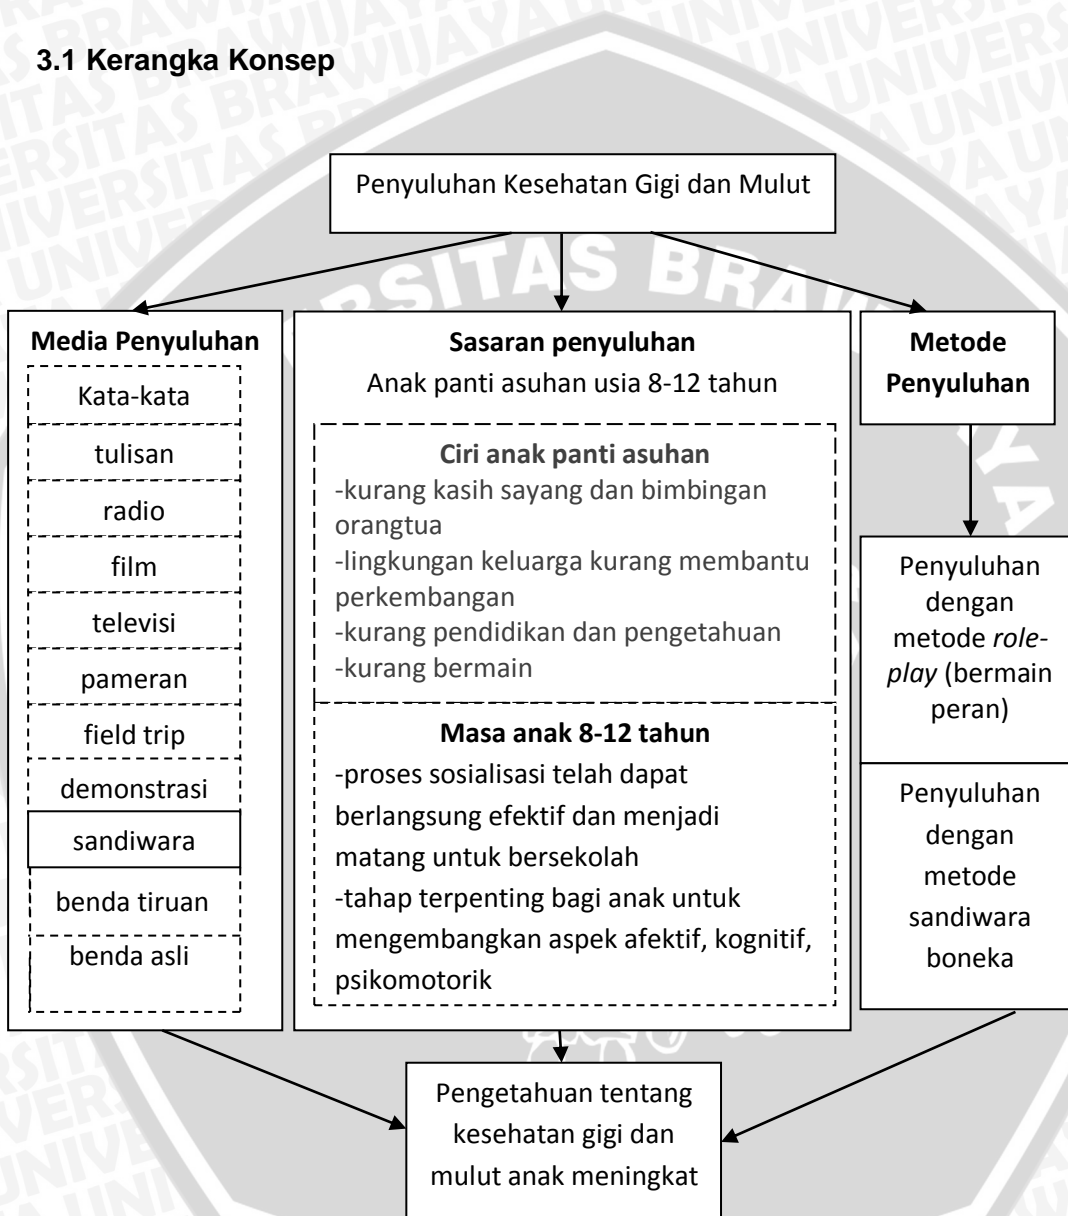 3.1 Kerangka Konsep
Penyuluhan Kesehatan Gigi dan Mulut
Media Penyuluhan
Kata-kata
tulisan
radio
film
televisi
pameran
field trip
demonstrasi
sandiwara
benda tiruan
benda asli
Sasaran penyuluhan
Anak panti asuhan usia 8-12 tahun
Ciri anak panti asuhan
-kurang kasih sayang dan bimbingan
orangtua
-lingkungan keluarga kurang membantu
perkembangan
-kurang pendidikan dan pengetahuan
-kurang bermain
Masa anak 8-12 tahun
-proses sosialisasi telah dapat
berlangsung efektif dan menjadi
matang untuk bersekolah
-tahap terpenting bagi anak untuk
mengembangkan aspek afektif, kognitif,
psikomotorik
Metode
Penyuluhan
Penyuluhan
dengan
metode role-
play (bermain
peran)
Penyuluhan
dengan
metode
sandiwara
boneka
Pengetahuan tentang
kesehatan gigi dan
mulut anak meningkat